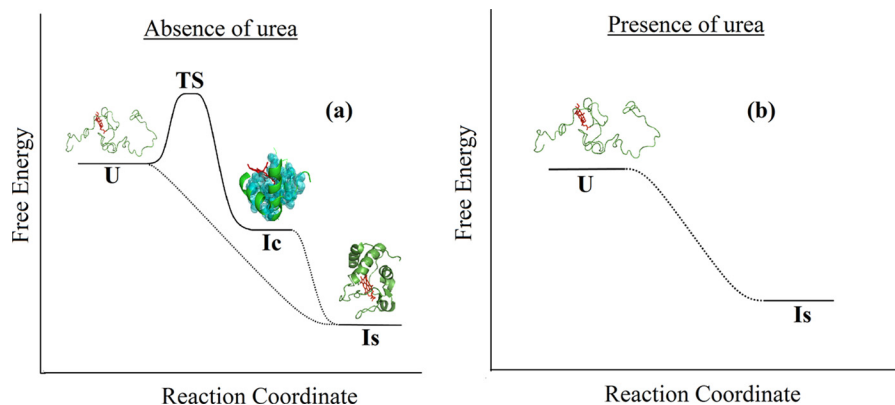 Absence of urea
TS
(a)
U
Ic
Is
Free Energy
Reaction Coordinate
Presence of urea
(b)
U
Is
Free Energy
Reaction Coordinate